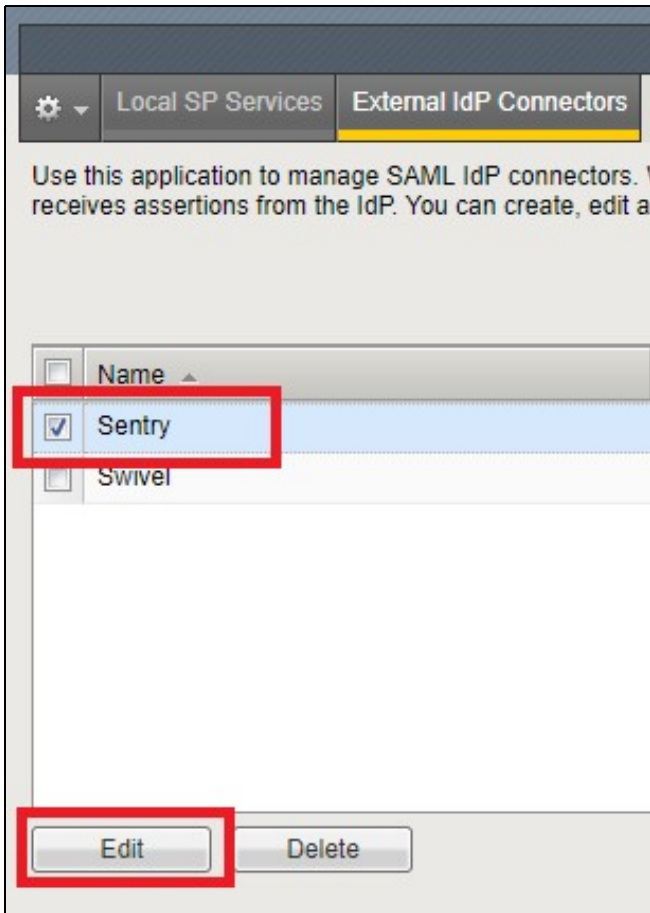 Local SP Services External IdP Connectors
Use this application to manage SAML IdP connectors.
receives assertions from the IdP. You can create, edit a
Name
Sentry
Swivel
Edit Delete